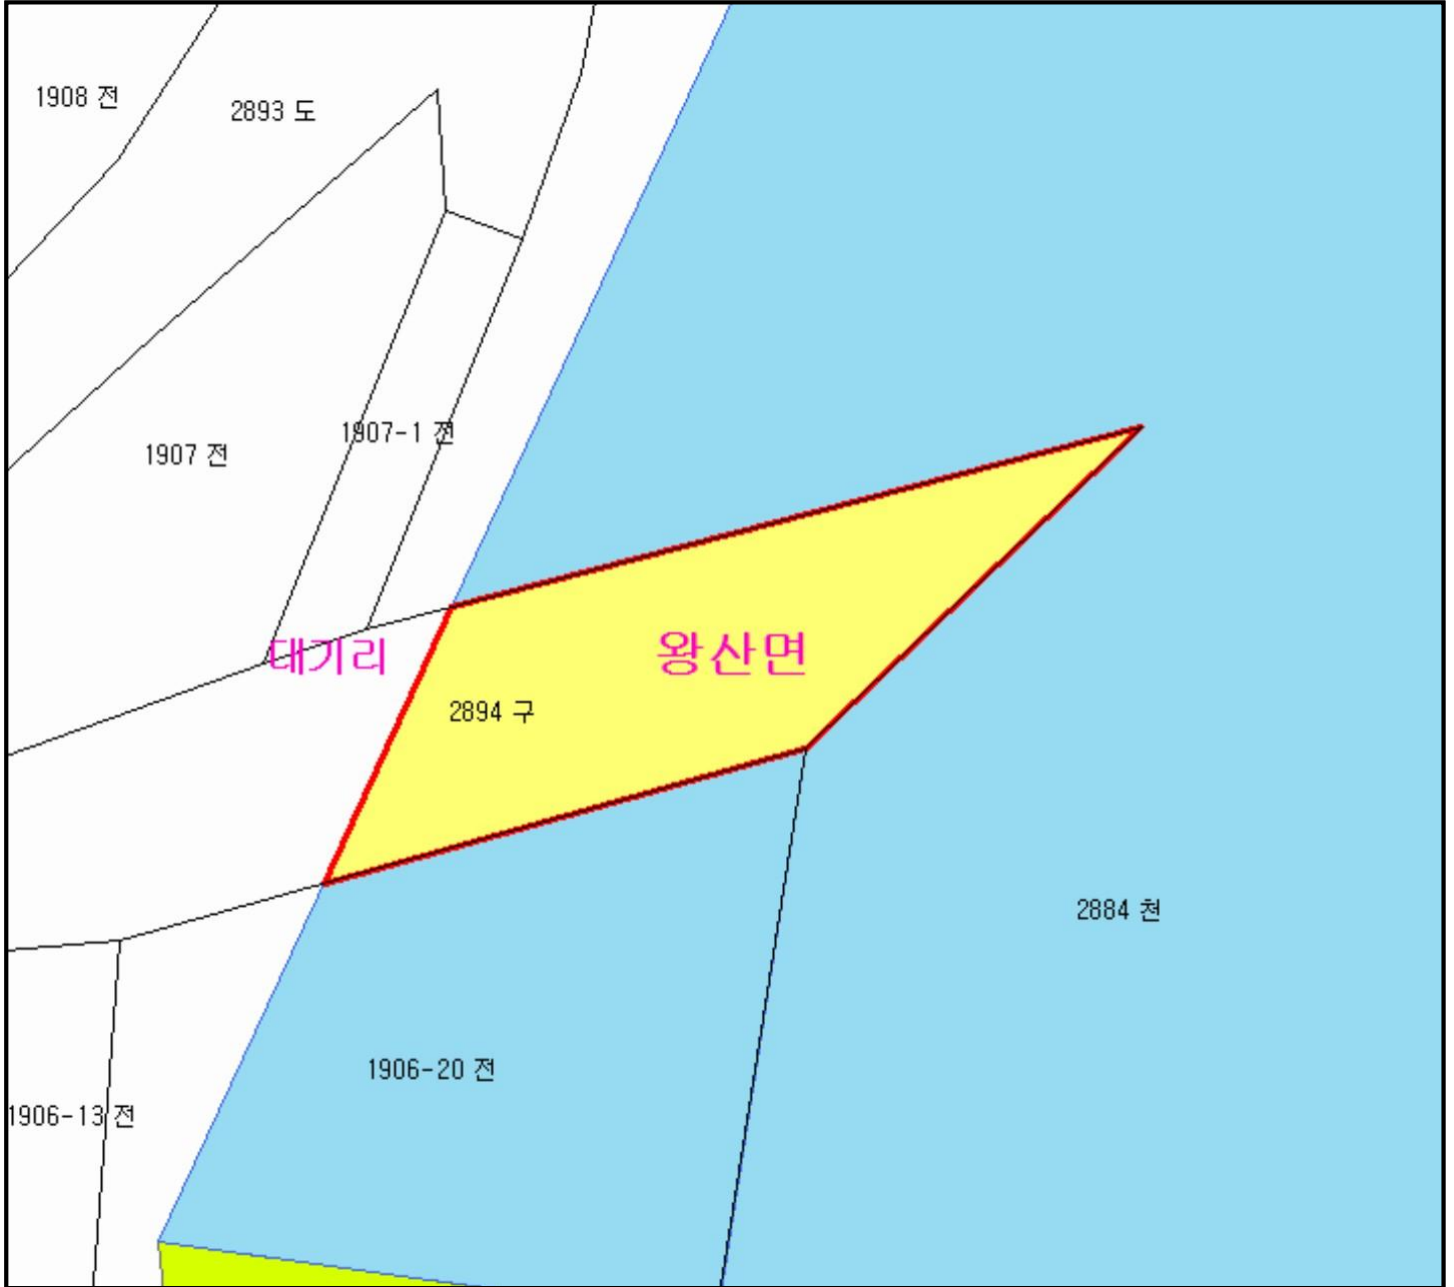 1908 전
2893 도
1907-1 전
1907 전
대기리
왕산면
2894 구
2884 천
1906-20 전
1906-13 전